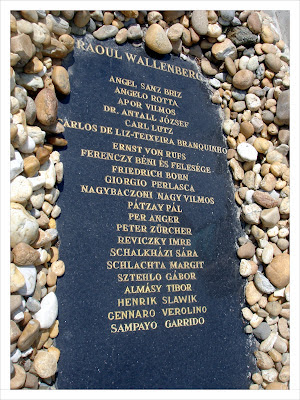 RAOUL WALLENBERG
ANGEL SANZ BRIZ
ANGELO ROTTA
APOR VILMOS
DR. ANTALL JÓZSEF
CARL LUTZ
CARLOS DE LIZ-TEIXEIRA BRANQUINHO
ERNST VON RUFS
FERENCZY BÉNI ÉS FELESÉGE
FRIEDRICH BORN
GIORGIO PERLASCA
NAGYBACZONI NAGY VILMOS
PÁTZAY PÁL
PER ANGER
PETER ZÜRCHER
REVICZKY IMRE
SCHALKHÁZI SÁRA
SCHLACHTA MARGIT
SZTEHLO GÁBOR
ALMÁSY TIBOR
HENRIK SLAWIK
GENNARO VEROLINO
SAMPAYO GARRIDO